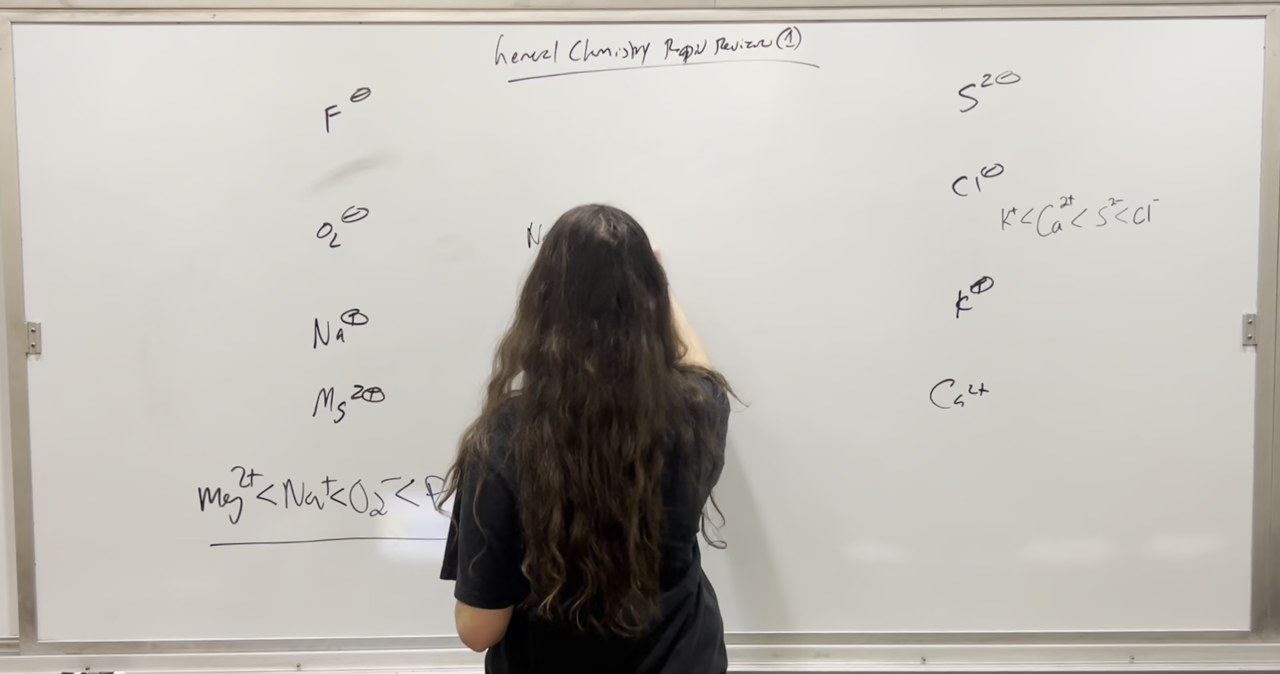 General Chemistry Rapid Review (1)
F⊖
O₂⊖
Na⊕
Mg²⊕
Mg²⁺<Na⁺<O₂⁻<F
N
S²⊖
Cl⊖
K⁺<Ca²⁺<S²⁻<Cl⁻
K⊕
Ca²⁺